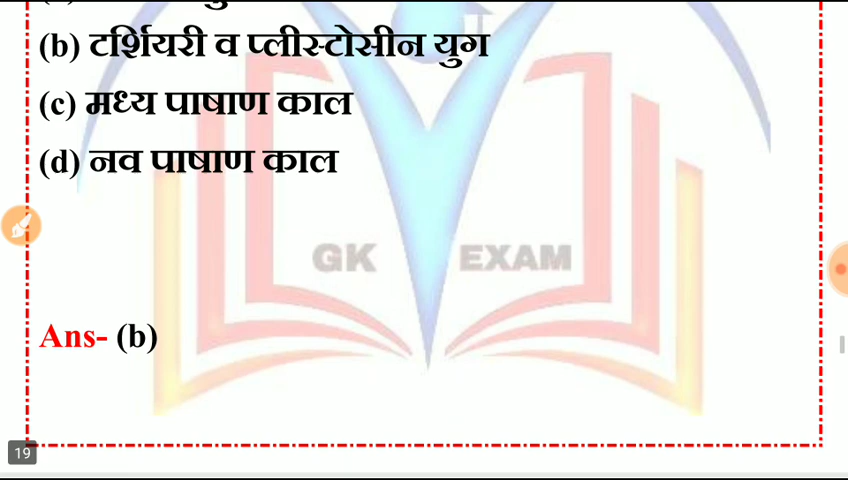 (b) टर्शियरी व प्लीस्टोसीन युग
(c) मध्य पाषाण काल
(d) नव पाषाण काल
GK EXAM
Ans- (b)
19